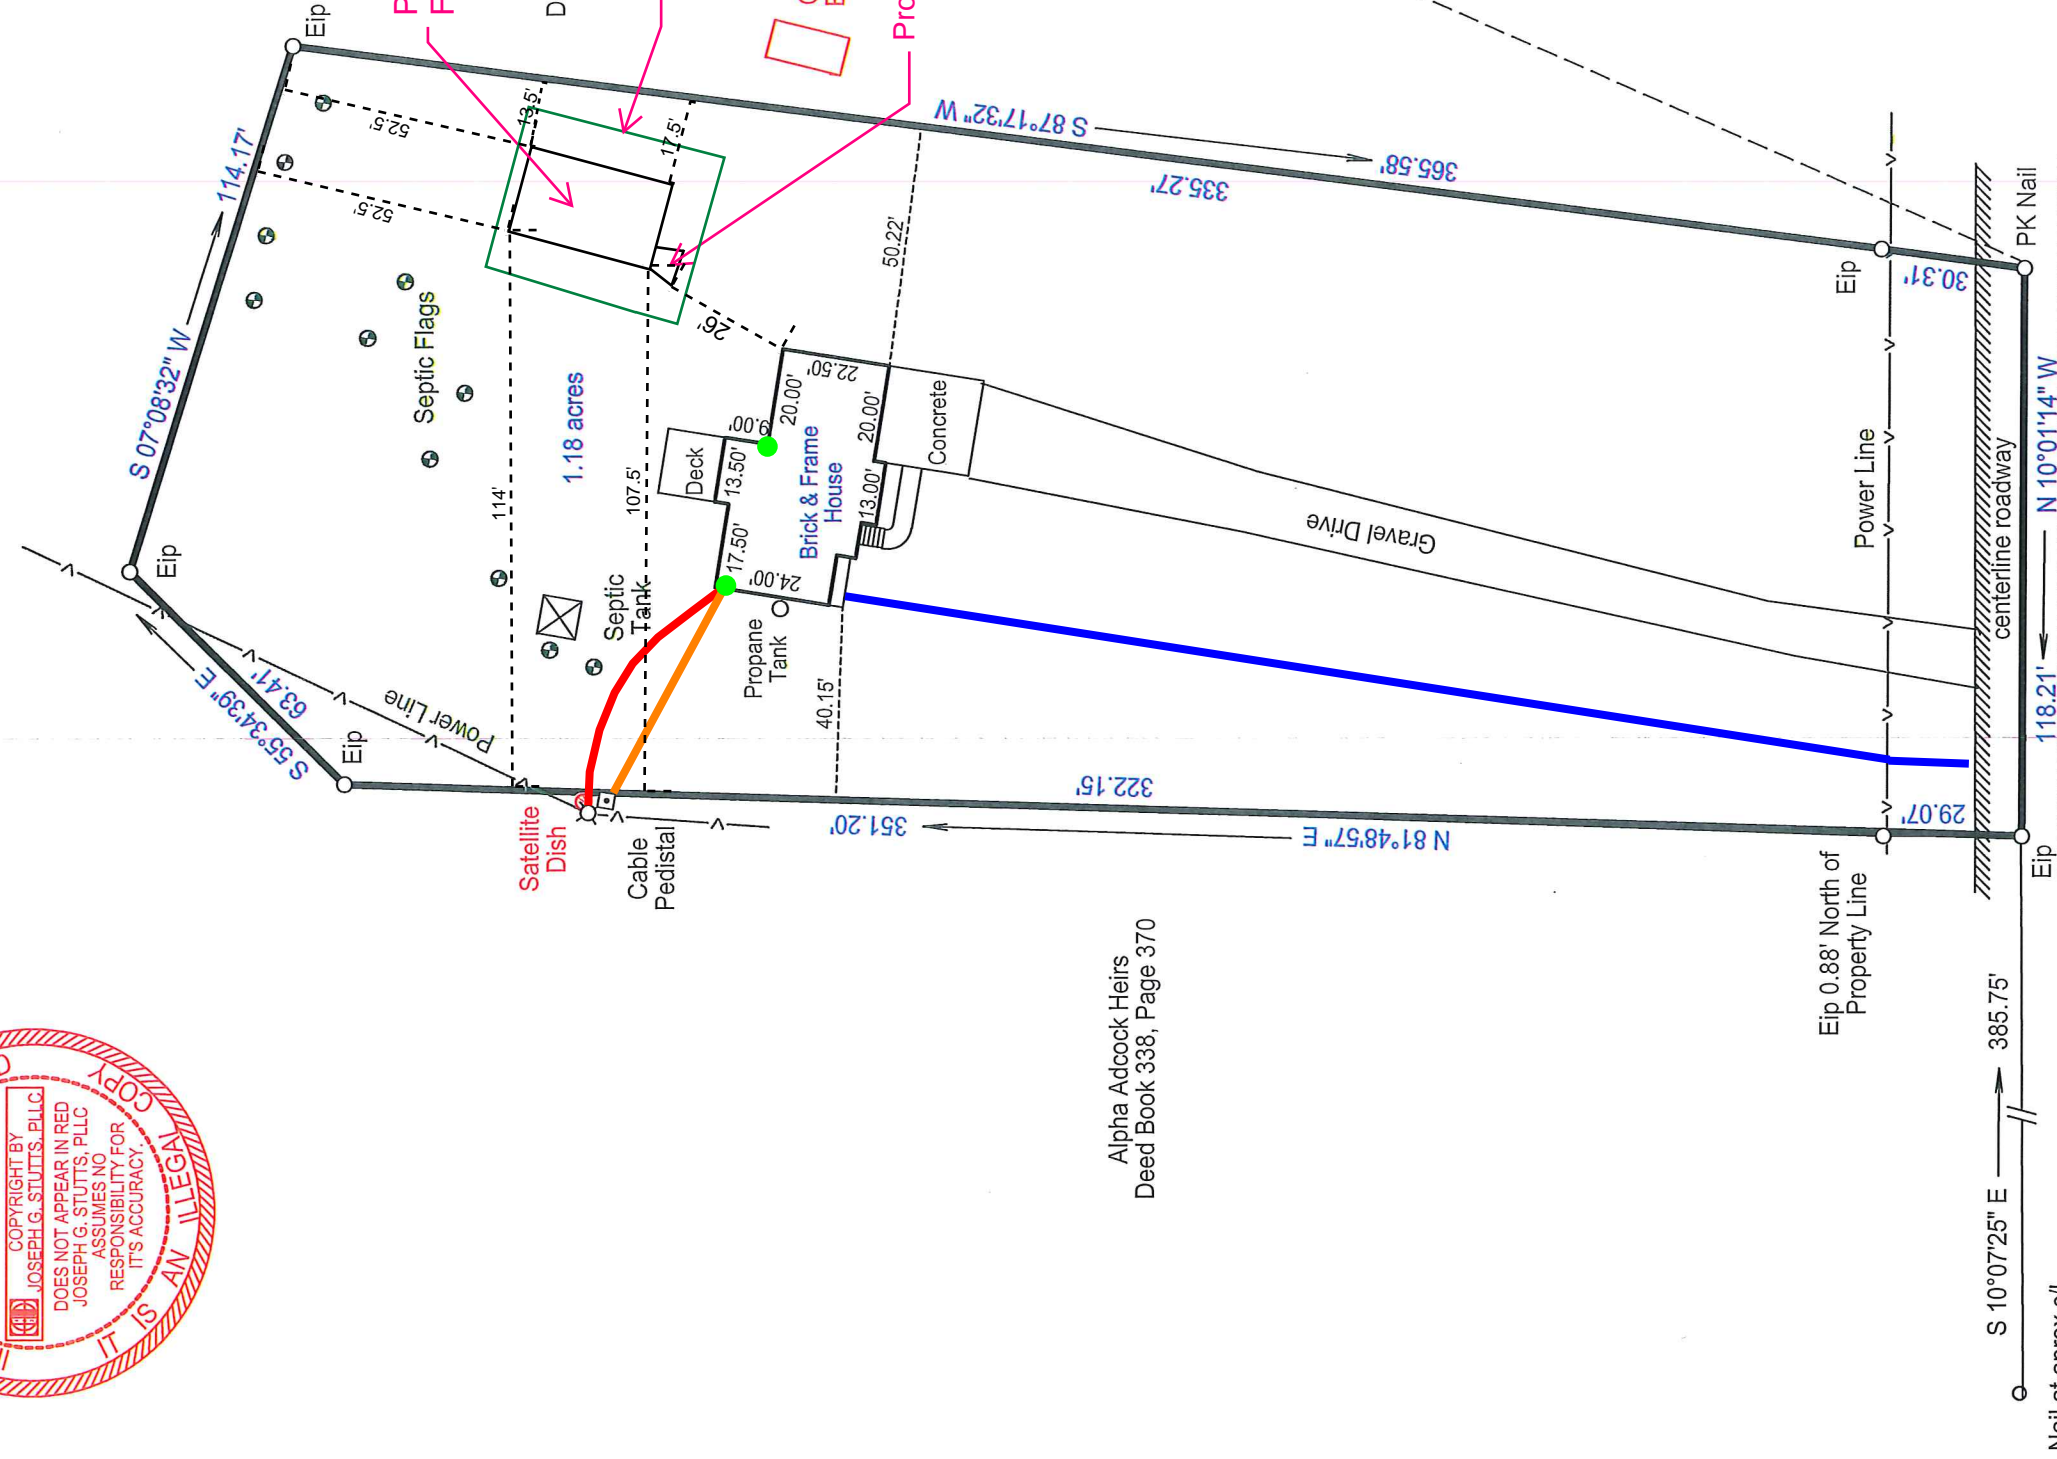 Eip
114.17'
S 07°08'32" W
52.5'
52.5'
13.5'
17.5'
Septic Flags
1.18 acres
114'
107.5'
26'
50.22'
S 87°17'32" W
365.58'
335.27'
Eip
30.31'
PK Nail
Eip
S 55°34'39" E
63.41'
Eip
Power Line
Septic
Tank
Propane
Tank
Deck
9.00'
20.00'
22.50'
13.50'
17.50'
24.00'
Brick & Frame
House
20.00'
13.00'
Concrete
Gravel Drive
Power Line
centerline roadway
N 10°01'14" W
118.21'
40.15'
322.15'
351.20'
N 81°48'57" E
29.07'
Satellite
Dish
Cable
Pedistal
Eip 0.88' North of
Property Line
Eip
Alpha Adcock Heirs
Deed Book 338, Page 370
S 10°07'25" E
385.75'
Pro
COPYRIGHT BY
JOSEPH G. STUTTS, PLLC
DOES NOT APPEAR IN RED
JOSEPH G. STUTTS, PLLC
ASSUMES NO
RESPONSIBILITY FOR
IT'S ACCURACY.
IT IS AN ILLEGAL COPY